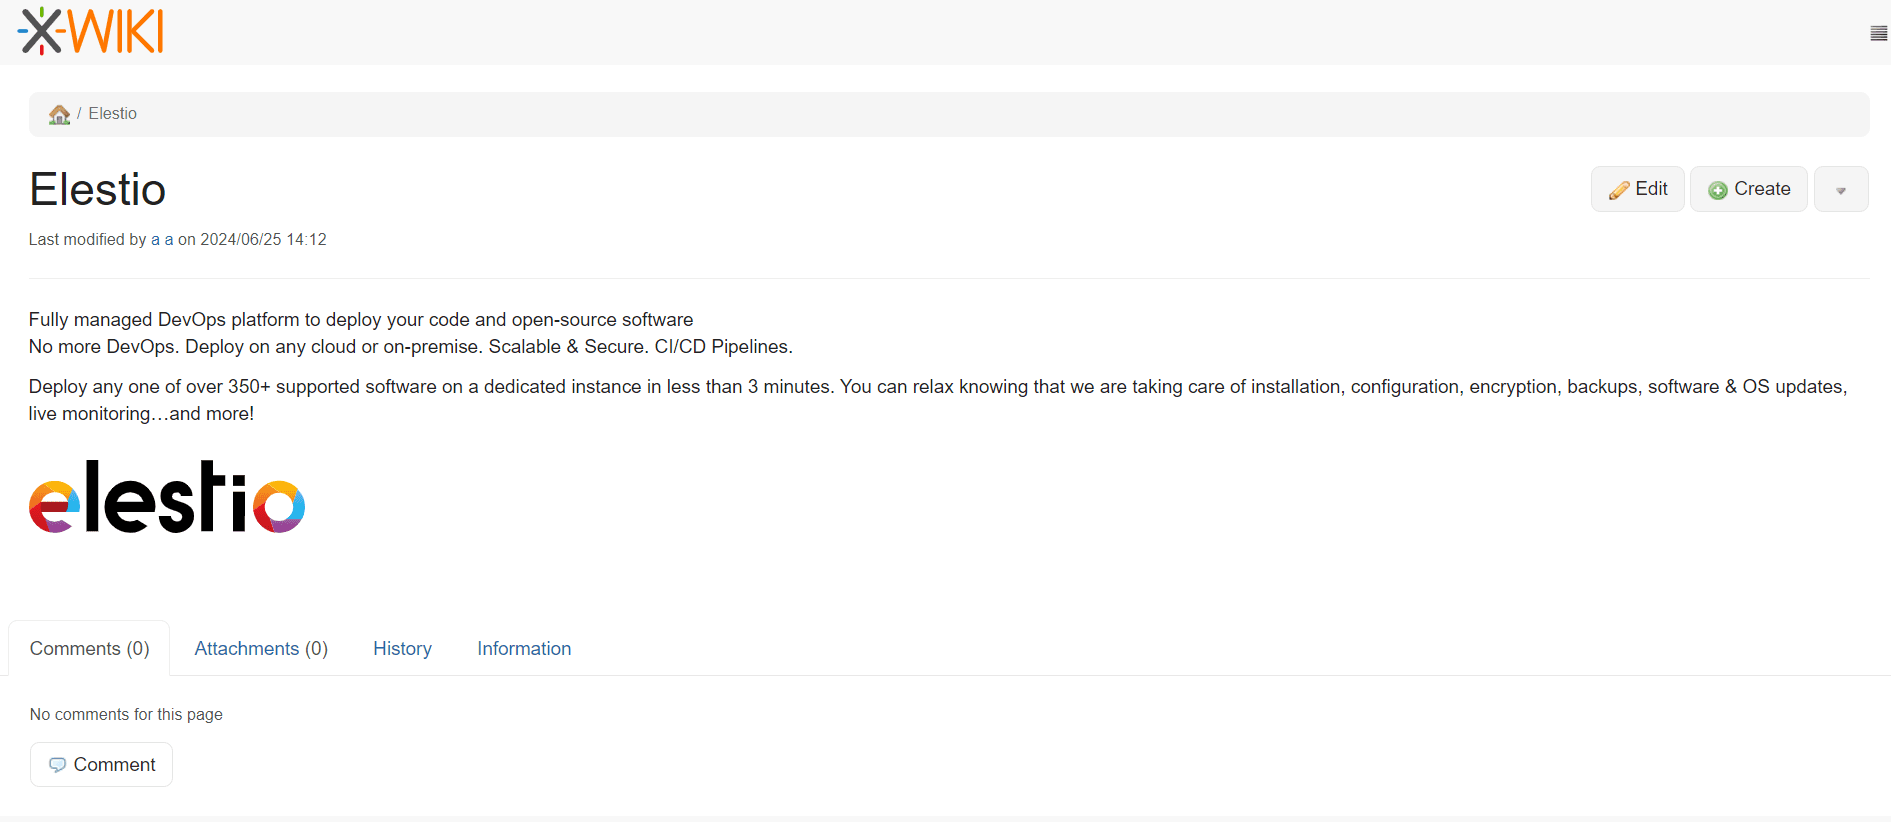 X-WIKI
/ Elestio
Elestio
Edit
Create
Last modified by a a on 2024/06/25 14:12
Fully managed DevOps platform to deploy your code and open-source software
No more DevOps. Deploy on any cloud or on-premise. Scalable & Secure. CI/CD Pipelines.
Deploy any one of over 350+ supported software on a dedicated instance in less than 3 minutes. You can relax knowing that we are taking care of installation, configuration, encryption, backups, software & OS updates,
live monitoring…and more!
elestio
Comments (0)
Attachments (0)
History
Information
No comments for this page
Comment